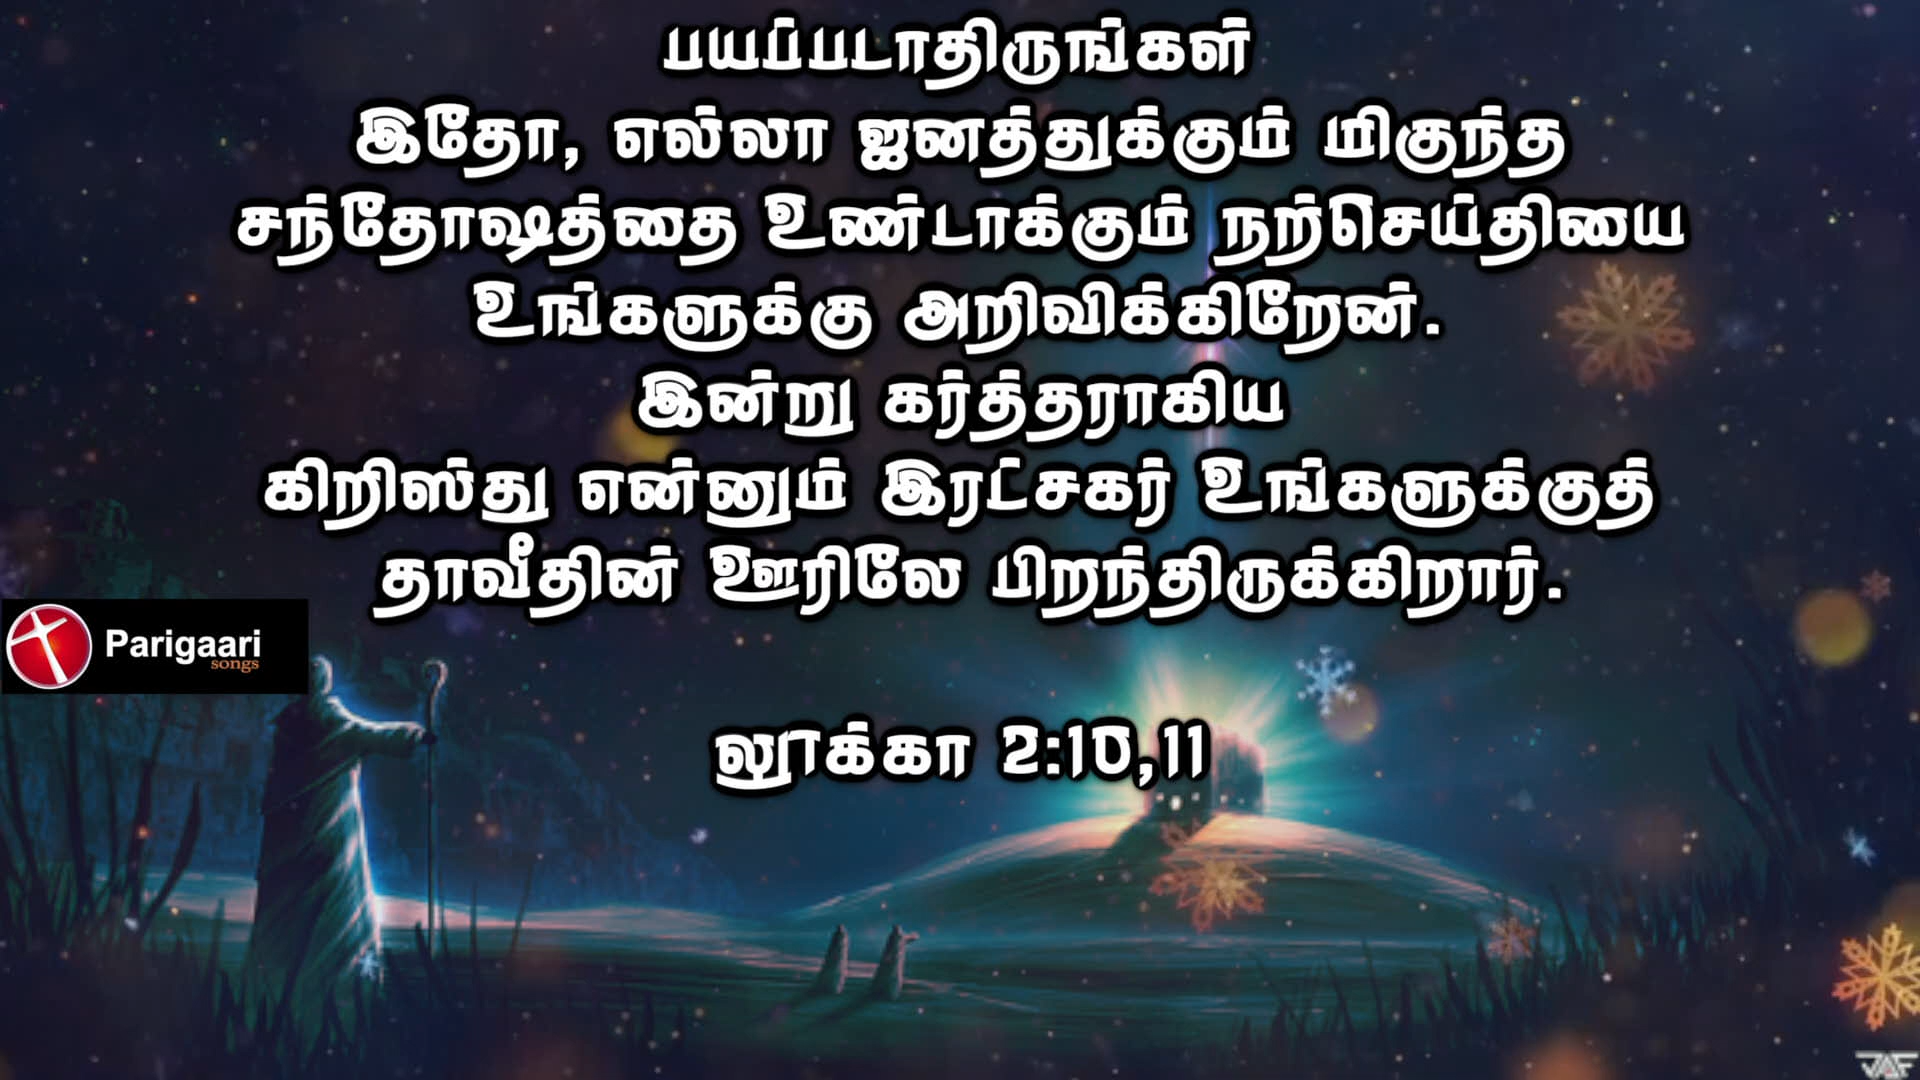 பயப்படாதிருங்கள்
இதோ, எல்லா ஜனத்துக்கும் மிகுந்த
சந்தோஷத்தை உண்டாக்கும் நற்செய்தியை
உங்களுக்கு அறிவிக்கிறேன்.
இன்று கர்த்தராகிய
கிறிஸ்து என்னும் இரட்சகர் உங்களுக்குத்
தாவீதின் ஊரிலே பிறந்திருக்கிறார்.
Parigaari
songs
லூக்கா 2:10,11